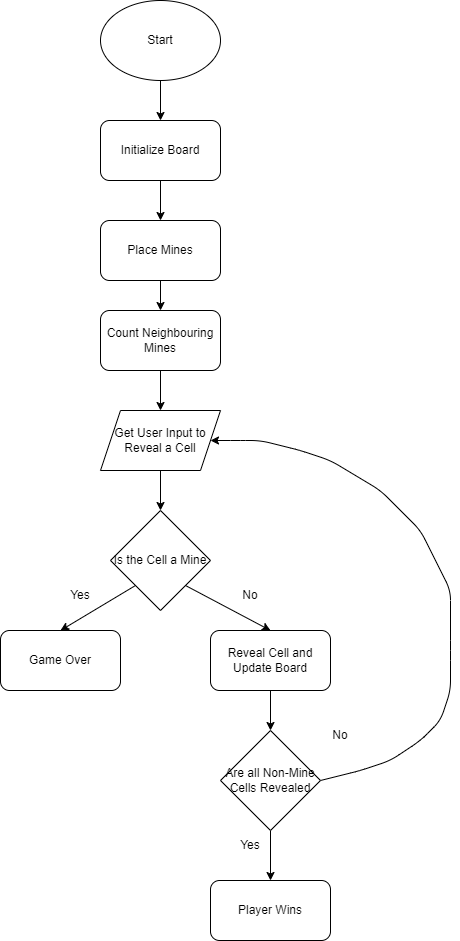 Start
Initialize Board
Place Mines
Count Neighbouring
Mines
Get User Input to
Reveal a Cell
Is the Cell a Mine
Yes
No
Game Over
Reveal Cell and
Update Board
No
Are all Non-Mine
Cells Revealed
Yes
Player Wins